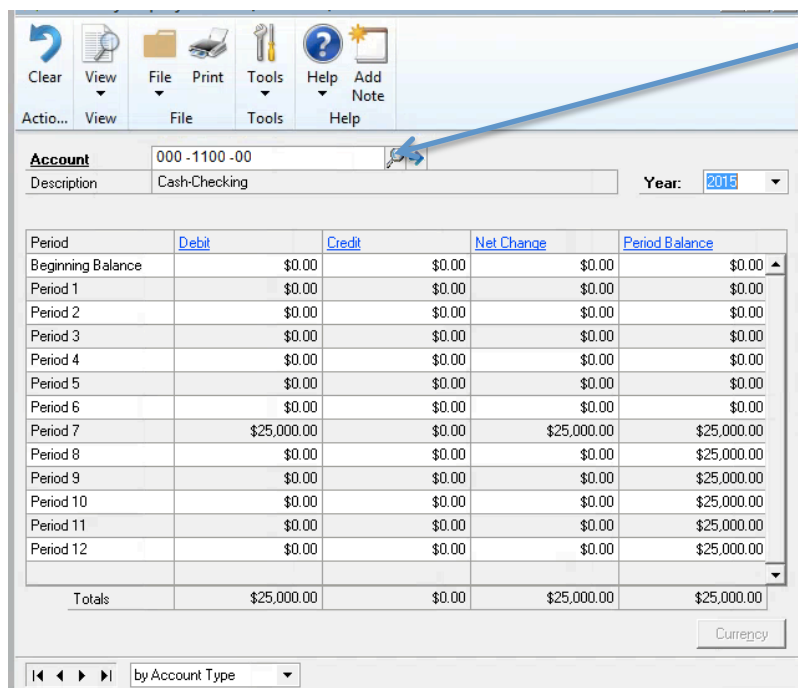 Clear View File Print Tools Help Add Note
Actio... View File Tools Help
Account 000 -1100 -00
Description Cash-Checking Year: 2015
Period Debit Credit Net Change Period Balance
Beginning Balance $0.00 $0.00 $0.00 $0.00
Period 1 $0.00 $0.00 $0.00 $0.00
Period 2 $0.00 $0.00 $0.00 $0.00
Period 3 $0.00 $0.00 $0.00 $0.00
Period 4 $0.00 $0.00 $0.00 $0.00
Period 5 $0.00 $0.00 $0.00 $0.00
Period 6 $0.00 $0.00 $0.00 $0.00
Period 7 $25,000.00 $0.00 $25,000.00 $25,000.00
Period 8 $0.00 $0.00 $0.00 $25,000.00
Period 9 $0.00 $0.00 $0.00 $25,000.00
Period 10 $0.00 $0.00 $0.00 $25,000.00
Period 11 $0.00 $0.00 $0.00 $25,000.00
Period 12 $0.00 $0.00 $0.00 $25,000.00
Totals $25,000.00 $0.00 $25,000.00 $25,000.00
Currency
by Account Type